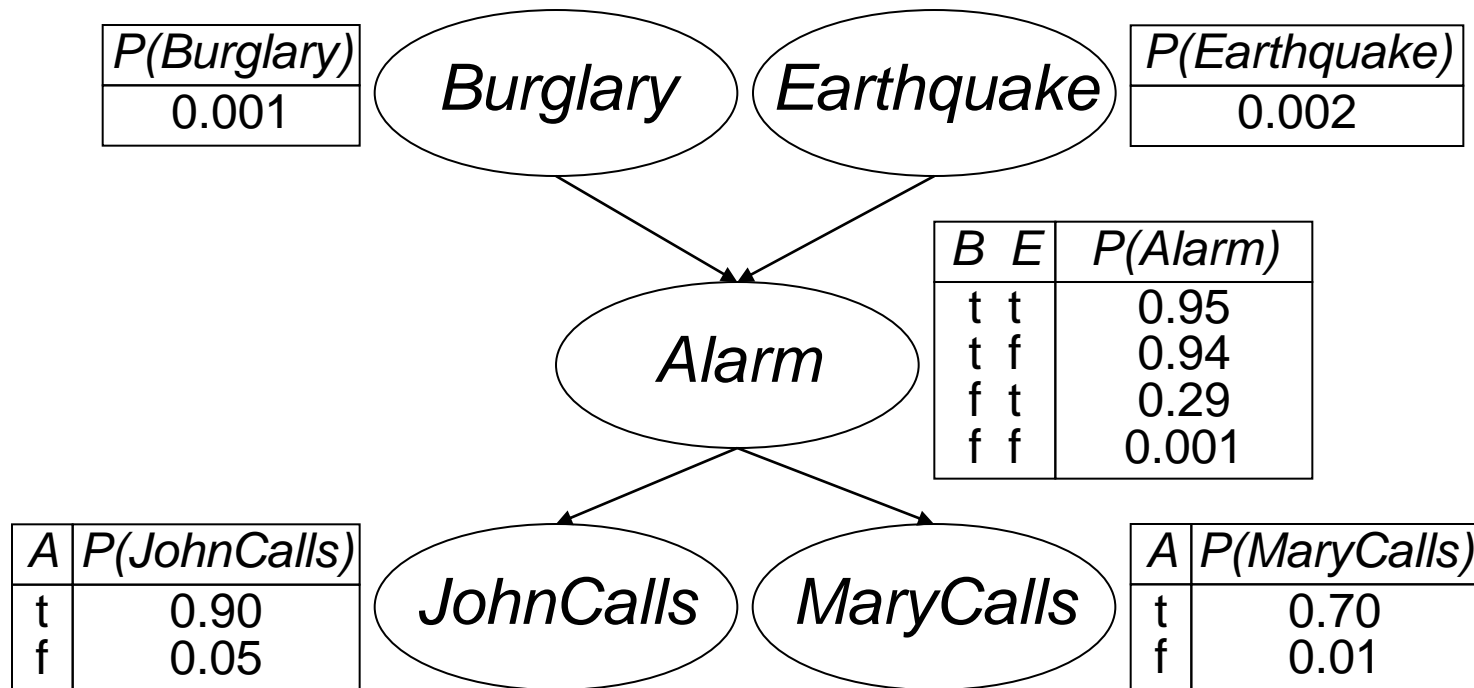 P(Burglary)
0.001
Burglary
Earthquake
P(Earthquake)
0.002
B E P(Alarm)
t t 0.95
t f 0.94
f t 0.29
f f 0.001
Alarm
A P(JohnCalls)
t 0.90
f 0.05
JohnCalls
MaryCalls
A P(MaryCalls)
t 0.70
f 0.01